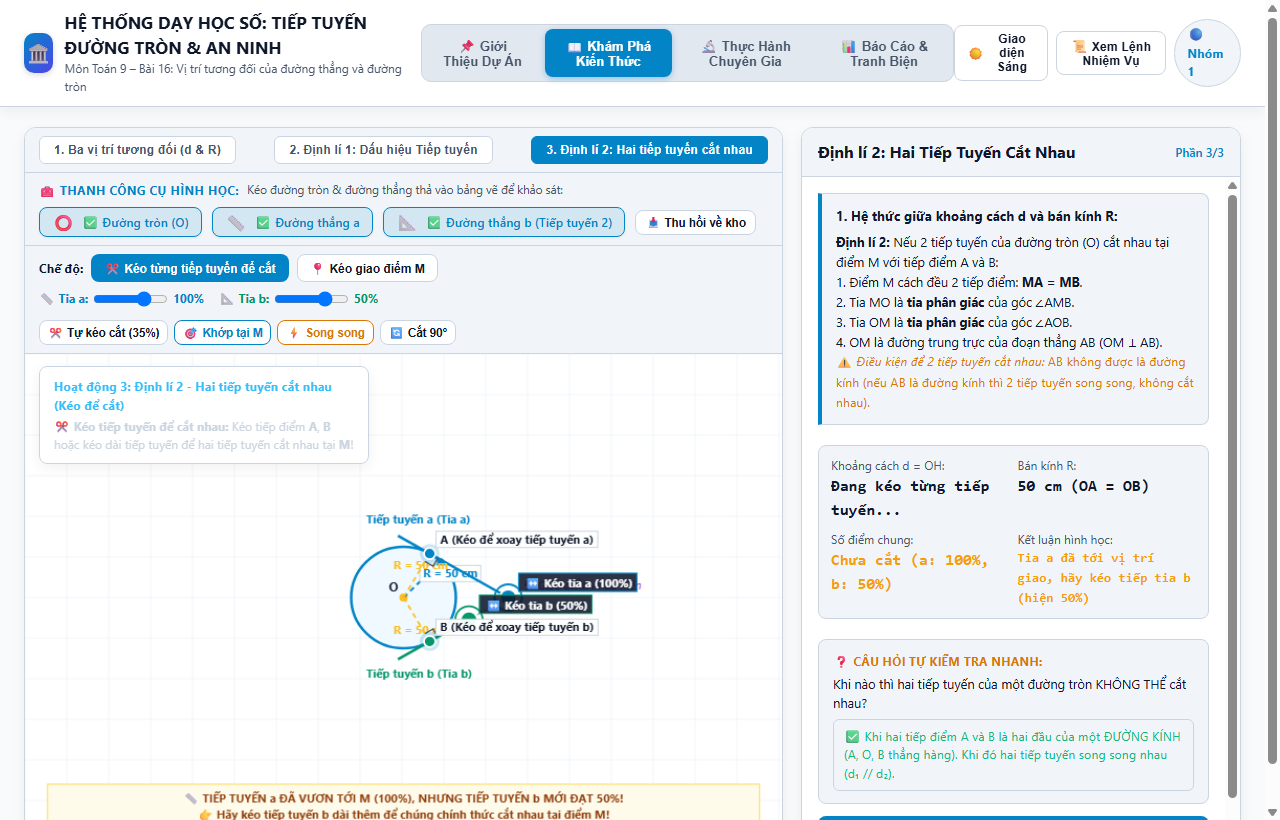 HỆ THỐNG DẠY HỌC SỐ: TIẾP TUYẾN
ĐƯỜNG TRÒN & AN NINH
Môn Toán 9 – Bài 16: Vị trí tương đối của đường thẳng và đường
tròn
📌 Giới
Thiệu Dự Án
📖 Khám Phá
Kiến Thức
🔬 Thực Hành
Chuyên Gia
📊 Báo Cáo &
Tranh Biện
Giao
diện
Sáng
📜 Xem Lệnh
Nhiệm Vụ
Nhóm
1
1. Ba vị trí tương đối (d & R)
2. Định lí 1: Dấu hiệu Tiếp tuyến
3. Định lí 2: Hai tiếp tuyến cắt nhau
🧰 THANH CÔNG CỤ HÌNH HỌC: Kéo đường tròn & đường thẳng thả vào bảng vẽ để khảo sát:
⭕ ✅ Đường tròn (O)
📏 ✅ Đường thẳng a
📐 ✅ Đường thẳng b (Tiếp tuyến 2)
Thu hồi về kho
Chế độ:
✂️ Kéo từng tiếp tuyến để cắt
📍 Kéo giao điểm M
📏 Tia a: 100%
📐 Tia b: 50%
✂️ Tự kéo cắt (35%)
🎯 Khớp tại M
⚡ Song song
🔄 Cắt 90°
Hoạt động 3: Định lí 2 - Hai tiếp tuyến cắt nhau
(Kéo để cắt)
✂️ Kéo tiếp tuyến để cắt nhau: Kéo tiếp điểm A, B
hoặc kéo dài tiếp tuyến để hai tiếp tuyến cắt nhau tại M!
Tiếp tuyến a (Tia a)
A (Kéo để xoay tiếp tuyến a)
R = 50 cm
R = 50 cm
↔️ Kéo tia a (100%)
O
↔️ Kéo tia b (50%)
R = 50
B (Kéo để xoay tiếp tuyến b)
Tiếp tuyến b (Tia b)
📏 TIẾP TUYẾN a ĐÃ VƯƠN TỚI M (100%), NHƯNG TIẾP TUYẾN b MỚI ĐẠT 50%!
👉 Hãy kéo tiếp tuyến b dài thêm để chúng chính thức cắt nhau tại điểm M!
Định lí 2: Hai Tiếp Tuyến Cắt Nhau
Phần 3/3
1. Hệ thức giữa khoảng cách d và bán kính R:
Định lí 2: Nếu 2 tiếp tuyến của đường tròn (O) cắt nhau tại
điểm M với tiếp điểm A và B:
1. Điểm M cách đều 2 tiếp điểm: MA = MB.
2. Tia MO là tia phân giác của góc ∠AMB.
3. Tia OM là tia phân giác của góc ∠AOB.
4. OM là đường trung trực của đoạn thẳng AB (OM ⊥ AB).
⚠️ Điều kiện để 2 tiếp tuyến cắt nhau: AB không được là đường
kính (nếu AB là đường kính thì 2 tiếp tuyến song song, không cắt
nhau).
Khoảng cách d = OH:
Đang kéo từng tiếp
tuyến...
Bán kính R:
50 cm (OA = OB)
Số điểm chung:
Chưa cắt (a: 100%,
b: 50%)
Kết luận hình học:
Tia a đã tới vị trí
giao, hãy kéo tiếp tia b
(hiện 50%)
❓ CÂU HỎI TỰ KIỂM TRA NHANH:
Khi nào thì hai tiếp tuyến của một đường tròn KHÔNG THỂ cắt
nhau?
✅ Khi hai tiếp điểm A và B là hai đầu của một ĐƯỜNG KÍNH
(A, O, B thẳng hàng). Khi đó hai tiếp tuyến song song nhau
(d₁ // d₂).